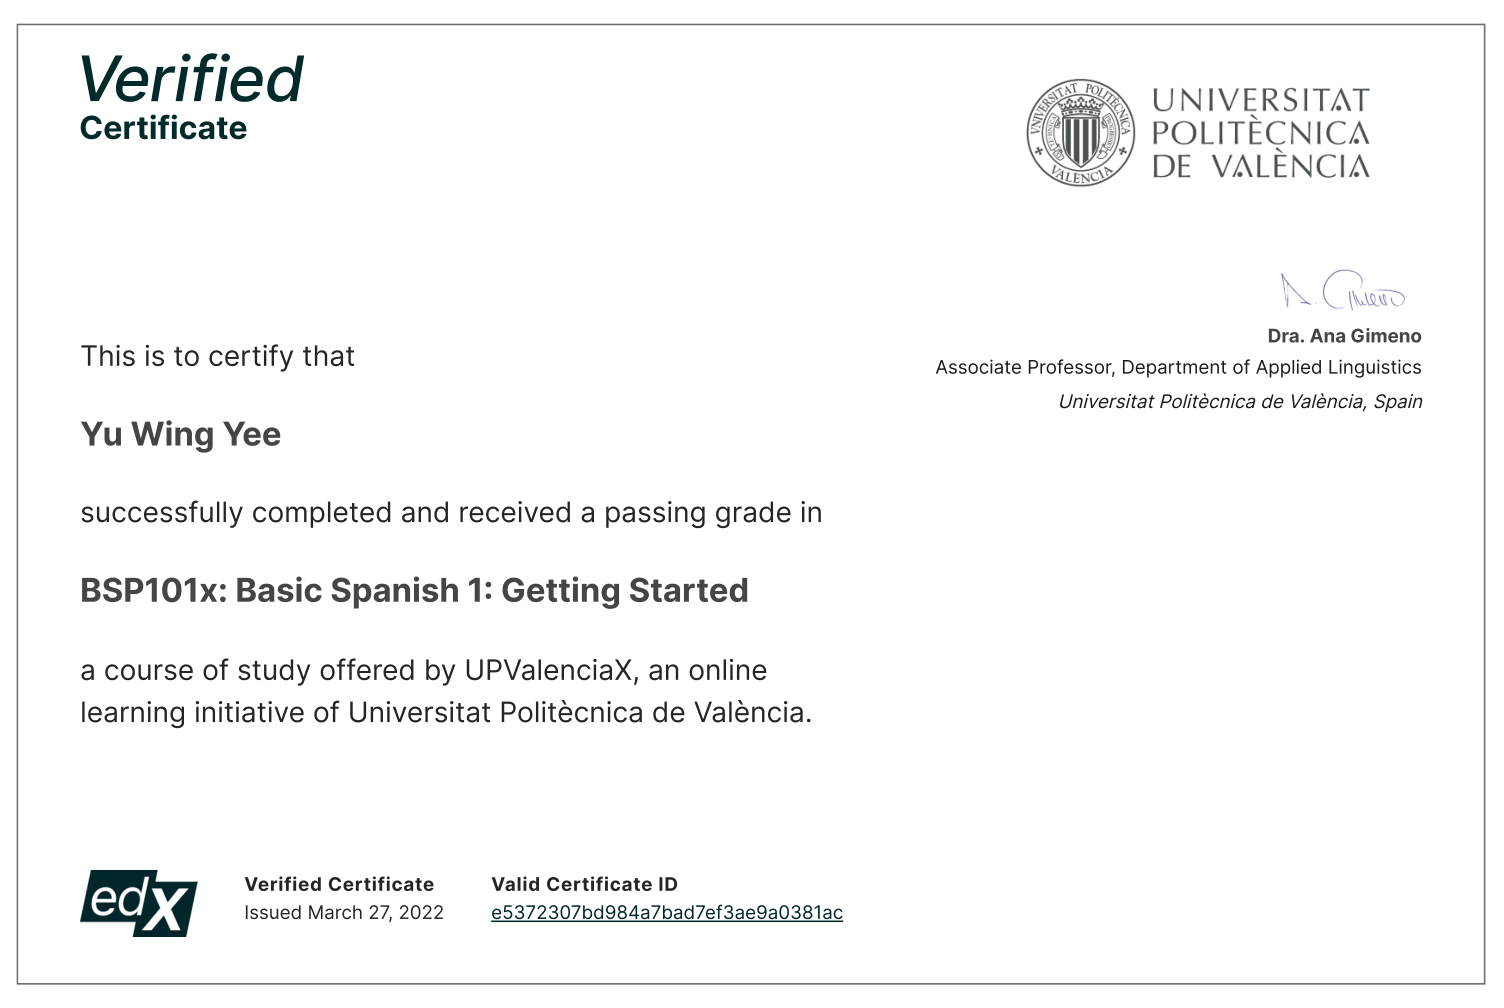 Verified
Certificate
UNIVERSITAT POLITÈCNICA
VALÈNCIA
UNIVERSITAT
POLITÈCNICA
DE VALÈNCIA
A. Gimeno
Dra. Ana Gimeno
Associate Professor, Department of Applied Linguistics
Universitat Politècnica de València, Spain
This is to certify that
Yu Wing Yee
successfully completed and received a passing grade in
BSP101x: Basic Spanish 1: Getting Started
a course of study offered by UPValenciaX, an online
learning initiative of Universitat Politècnica de València.
edX
Verified Certificate
Issued March 27, 2022
Valid Certificate ID
e5372307bd984a7bad7ef3ae9a0381ac